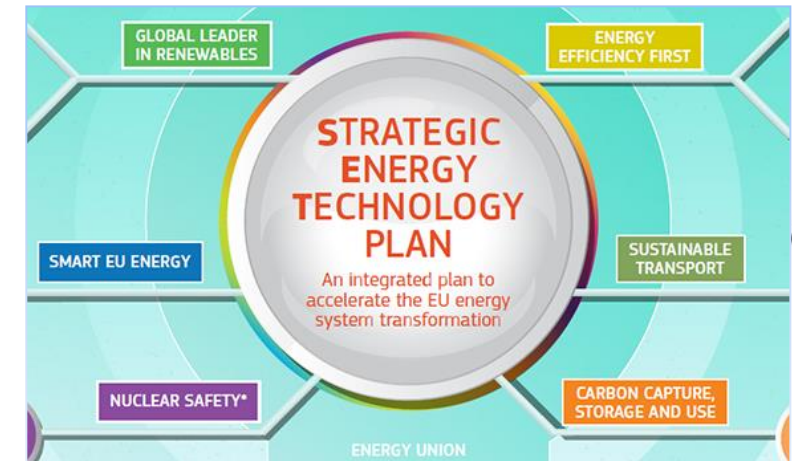 GLOBAL LEADER
IN RENEWABLES
ENERGY
EFFICIENCY FIRST
STRATEGIC
ENERGY
TECHNOLOGY
PLAN
An integrated plan to
accelerate the EU energy
system transformation
SMART EU ENERGY
SUSTAINABLE
TRANSPORT
NUCLEAR SAFETY*
CARBON CAPTURE,
STORAGE AND USE
ENERGY UNION